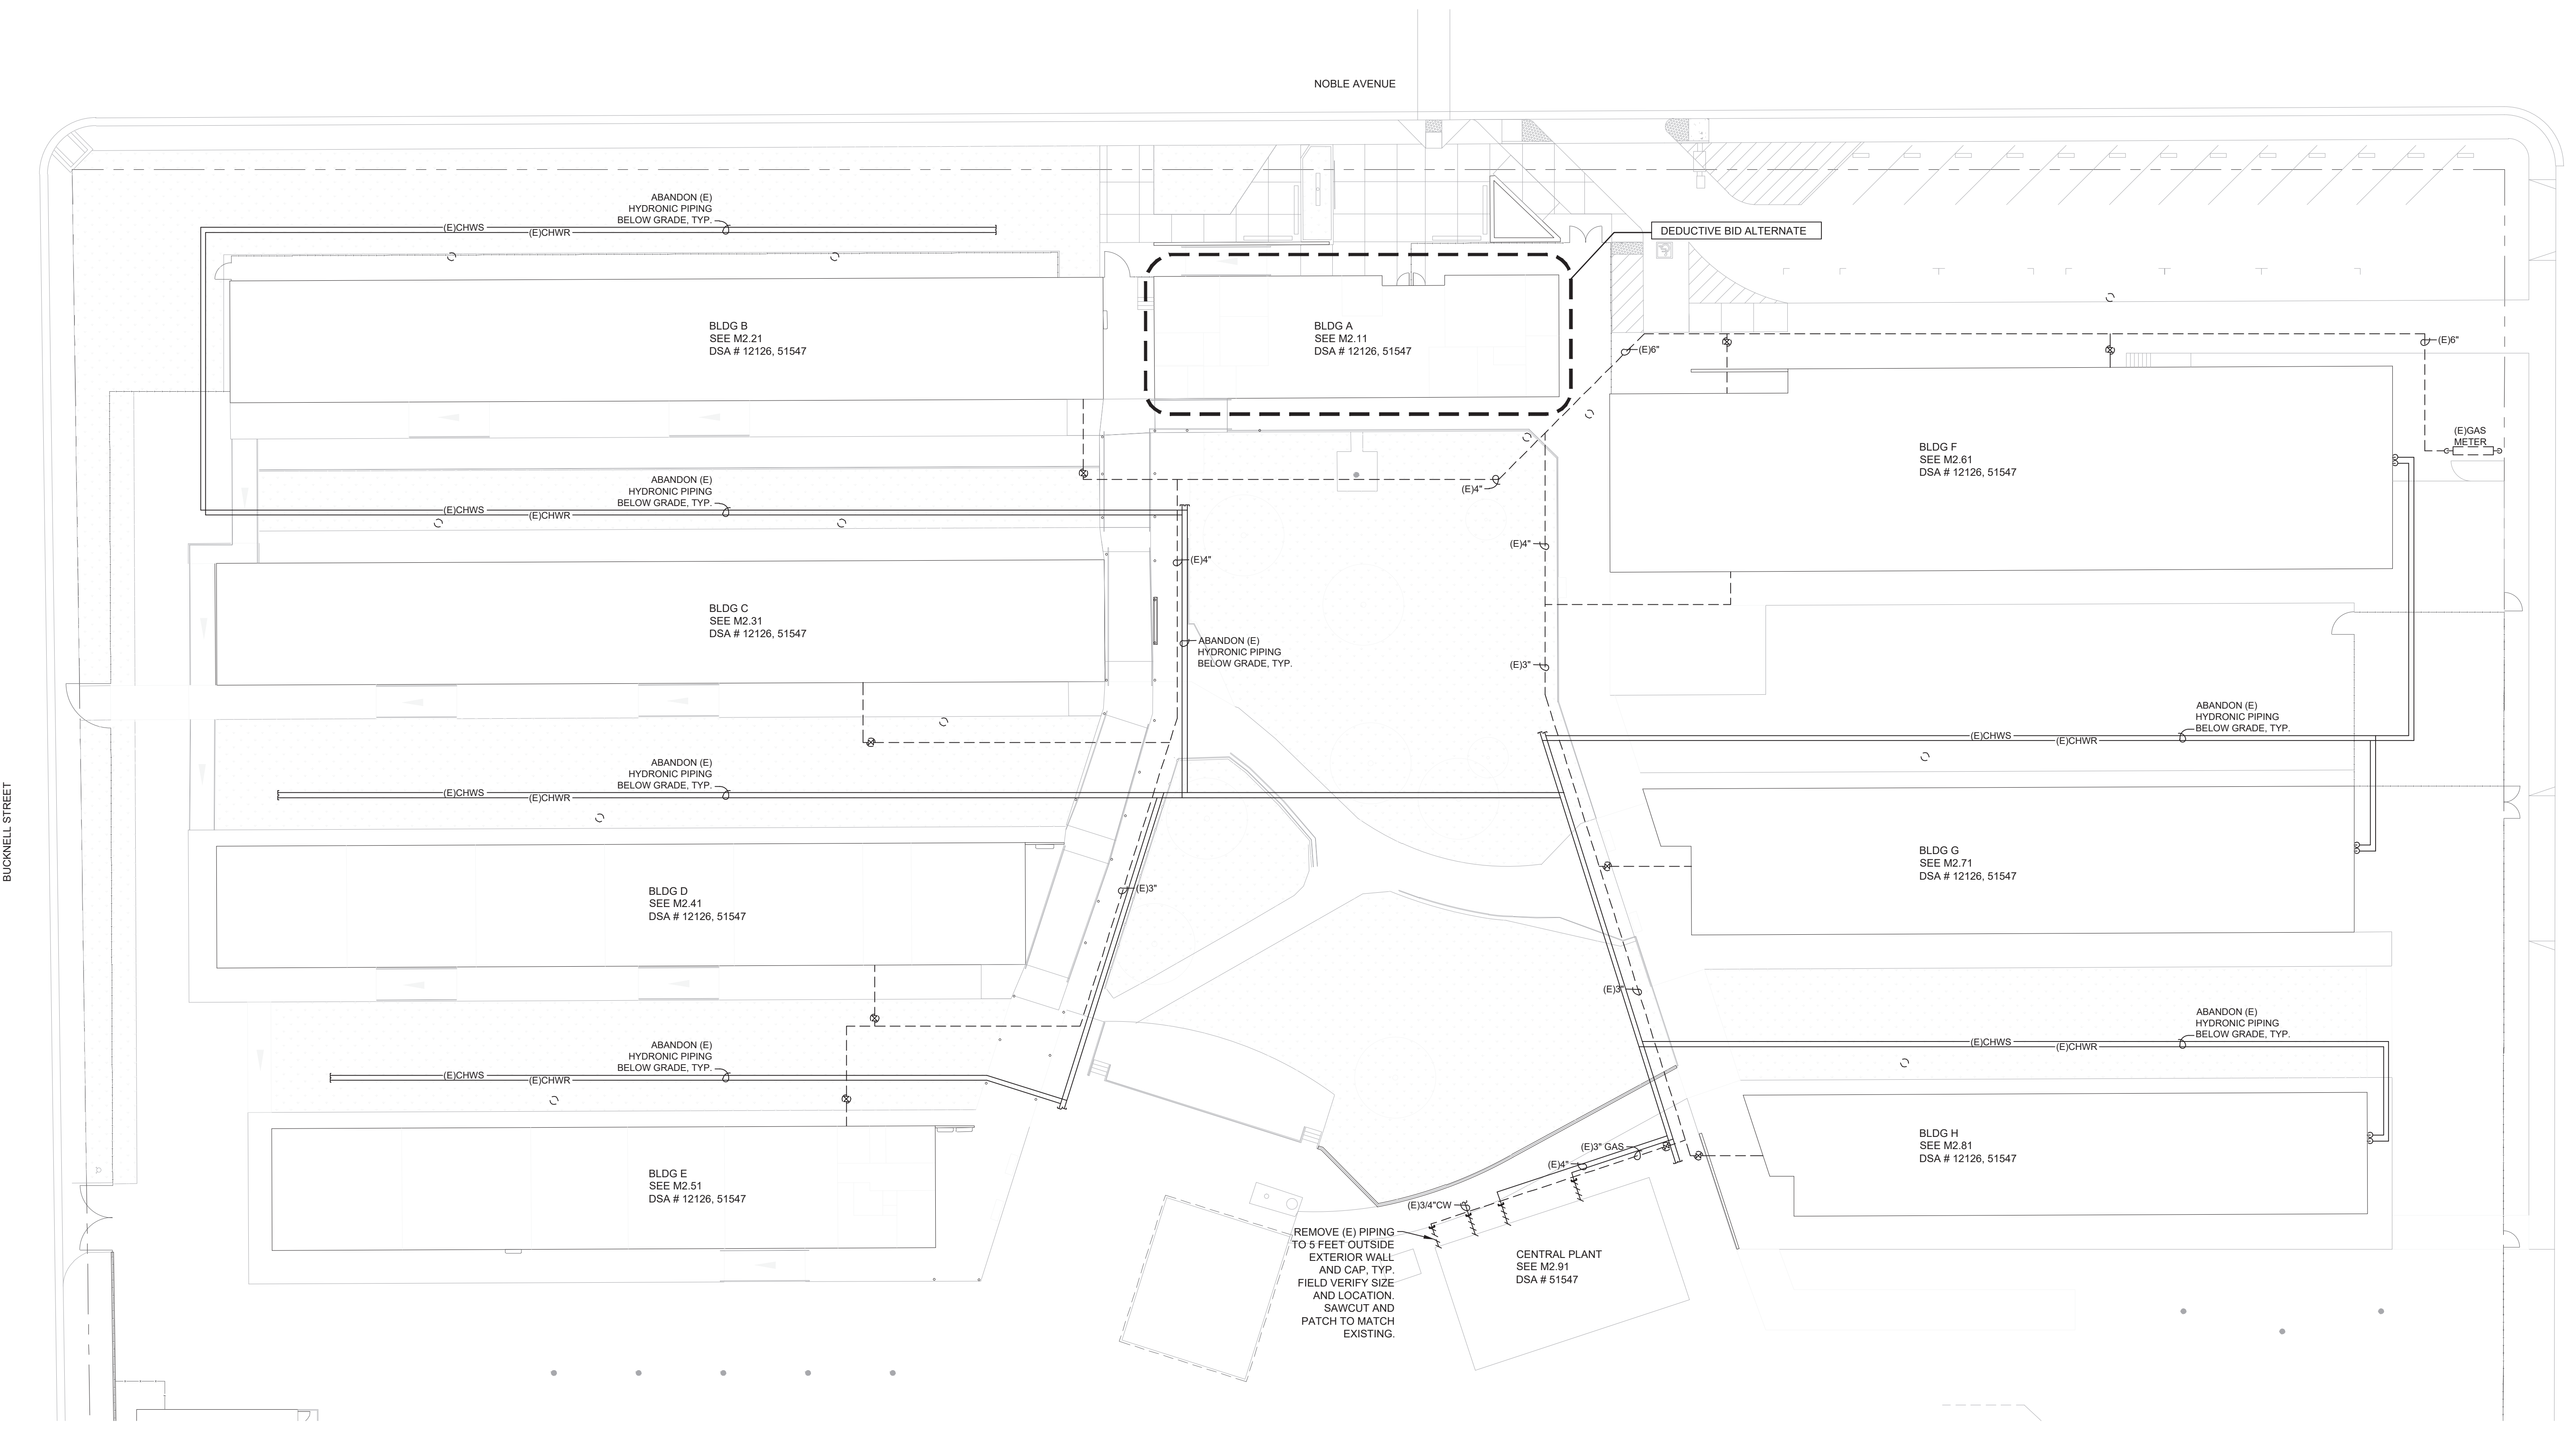 NOBLE AVENUE
ABANDON (E)
HYDRONIC PIPING
BELOW GRADE, TYP.
(E)CHWS
(E)CHWR
DEDUCTIVE BID ALTERNATE
BLDG B
SEE M2.21
DSA # 12126, 51547
BLDG A
SEE M2.11
DSA # 12126, 51547
(E)6"
(E)6"
(E)GAS
METER
BLDG F
SEE M2.61
DSA # 12126, 51547
ABANDON (E)
HYDRONIC PIPING
BELOW GRADE, TYP.
(E)CHWS
(E)CHWR
(E)4"
(E)4"
(E)4"
BLDG C
SEE M2.31
DSA # 12126, 51547
ABANDON (E)
HYDRONIC PIPING
BELOW GRADE, TYP.
(E)3"
ABANDON (E)
HYDRONIC PIPING
BELOW GRADE, TYP.
(E)CHWS
(E)CHWR
ABANDON (E)
HYDRONIC PIPING
BELOW GRADE, TYP.
(E)CHWS
(E)CHWR
BUCKNELL STREET
BLDG D
SEE M2.41
DSA # 12126, 51547
(E)3"
BLDG G
SEE M2.71
DSA # 12126, 51547
(E)3"
ABANDON (E)
HYDRONIC PIPING
BELOW GRADE, TYP.
(E)CHWS
(E)CHWR
ABANDON (E)
HYDRONIC PIPING
BELOW GRADE, TYP.
(E)CHWS
(E)CHWR
BLDG E
SEE M2.51
DSA # 12126, 51547
(E)3" GAS
(E)4"
(E)3/4"CW
BLDG H
SEE M2.81
DSA # 12126, 51547
REMOVE (E) PIPING
TO 5 FEET OUTSIDE
EXTERIOR WALL
AND CAP, TYP.
FIELD VERIFY SIZE
AND LOCATION.
SAWCUT AND
PATCH TO MATCH
EXISTING.
CENTRAL PLANT
SEE M2.91
DSA # 51547